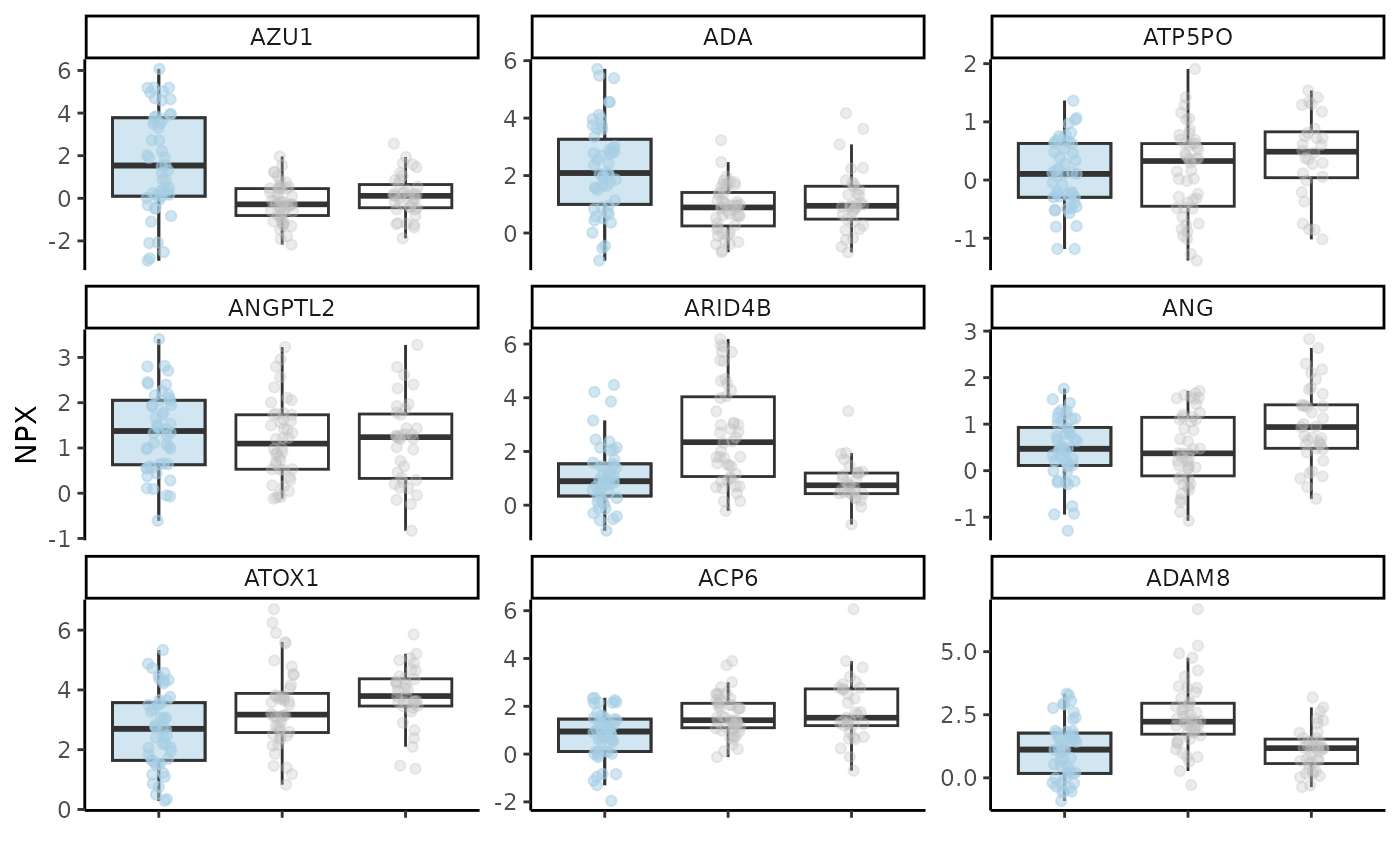 AZU1 ADA ATP5PO
6 4 2 0 -2
6 4 2 0
2 1 0 -1
ANGPTL2 ARID4B ANG
NPX
3 2 1 0 -1
6 4 2 0
3 2 1 0 -1
ATOX1 ACP6 ADAM8
6 4 2 0
6 4 2 0 -2
5.0 2.5 0.0